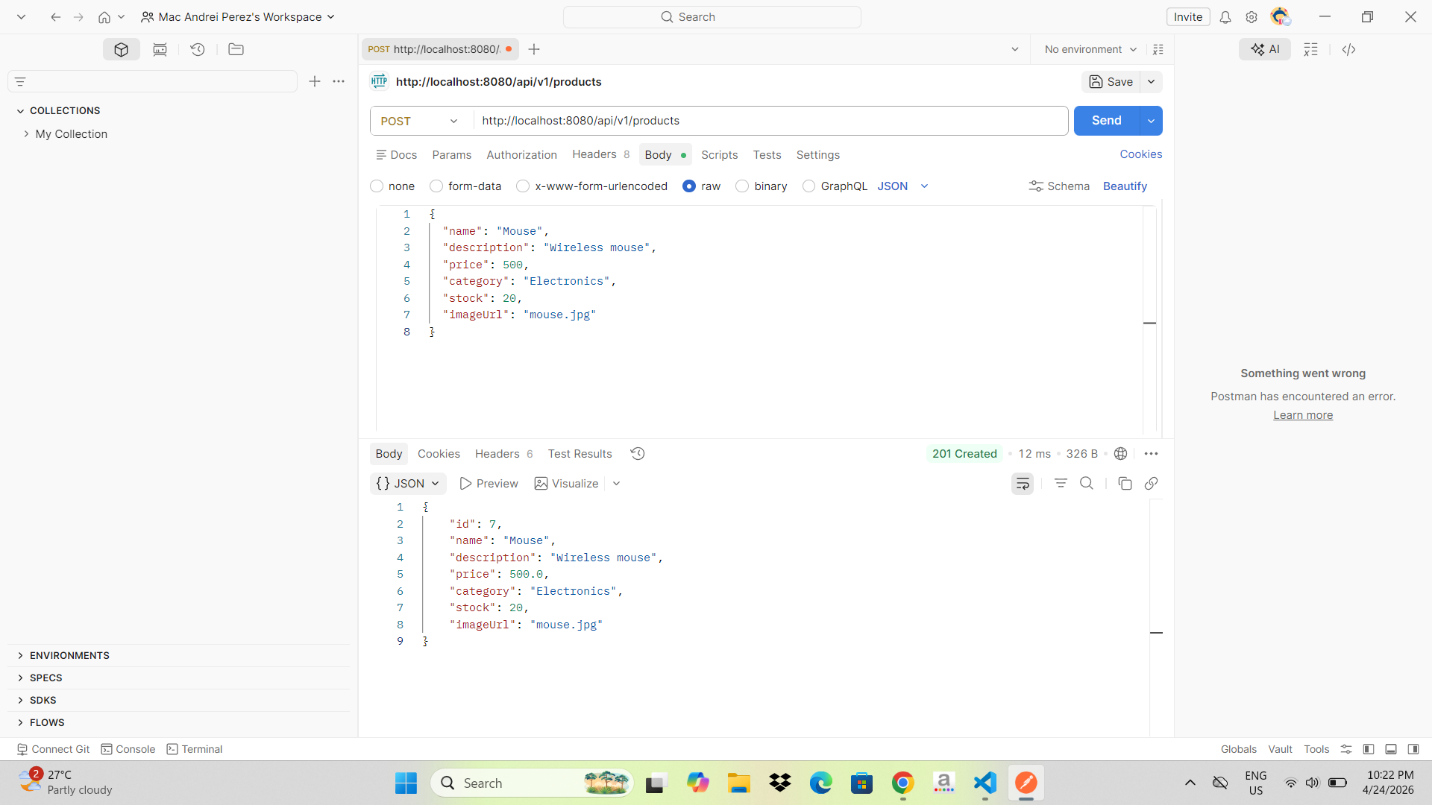 Mac Andrei Perez's Workspace
Search
Invite
POST http://localhost:8080/
No environment
AI
HTTP http://localhost:8080/api/v1/products
Save
COLLECTIONS
My Collection
POST http://localhost:8080/api/v1/products
Send
Docs Params Authorization Headers 8 Body Scripts Tests Settings
Cookies
none form-data x-www-form-urlencoded raw binary GraphQL JSON
Schema Beautify
1 {
2 "name": "Mouse",
3 "description": "Wireless mouse",
4 "price": 500,
5 "category": "Electronics",
6 "stock": 20,
7 "imageUrl": "mouse.jpg"
8 }
Something went wrong
Postman has encountered an error.
Learn more
Body Cookies Headers 6 Test Results
201 Created • 12 ms • 326 B
{} JSON Preview Visualize
1 {
2 "id": 7,
3 "name": "Mouse",
4 "description": "Wireless mouse",
5 "price": 500.0,
6 "category": "Electronics",
7 "stock": 20,
8 "imageUrl": "mouse.jpg"
9 }
ENVIRONMENTS
SPECS
SDKS
FLOWS
Connect Git Console Terminal
Globals Vault Tools
2
27°C
Partly cloudy
Search
a
ENG
US
10:22 PM
4/24/2026